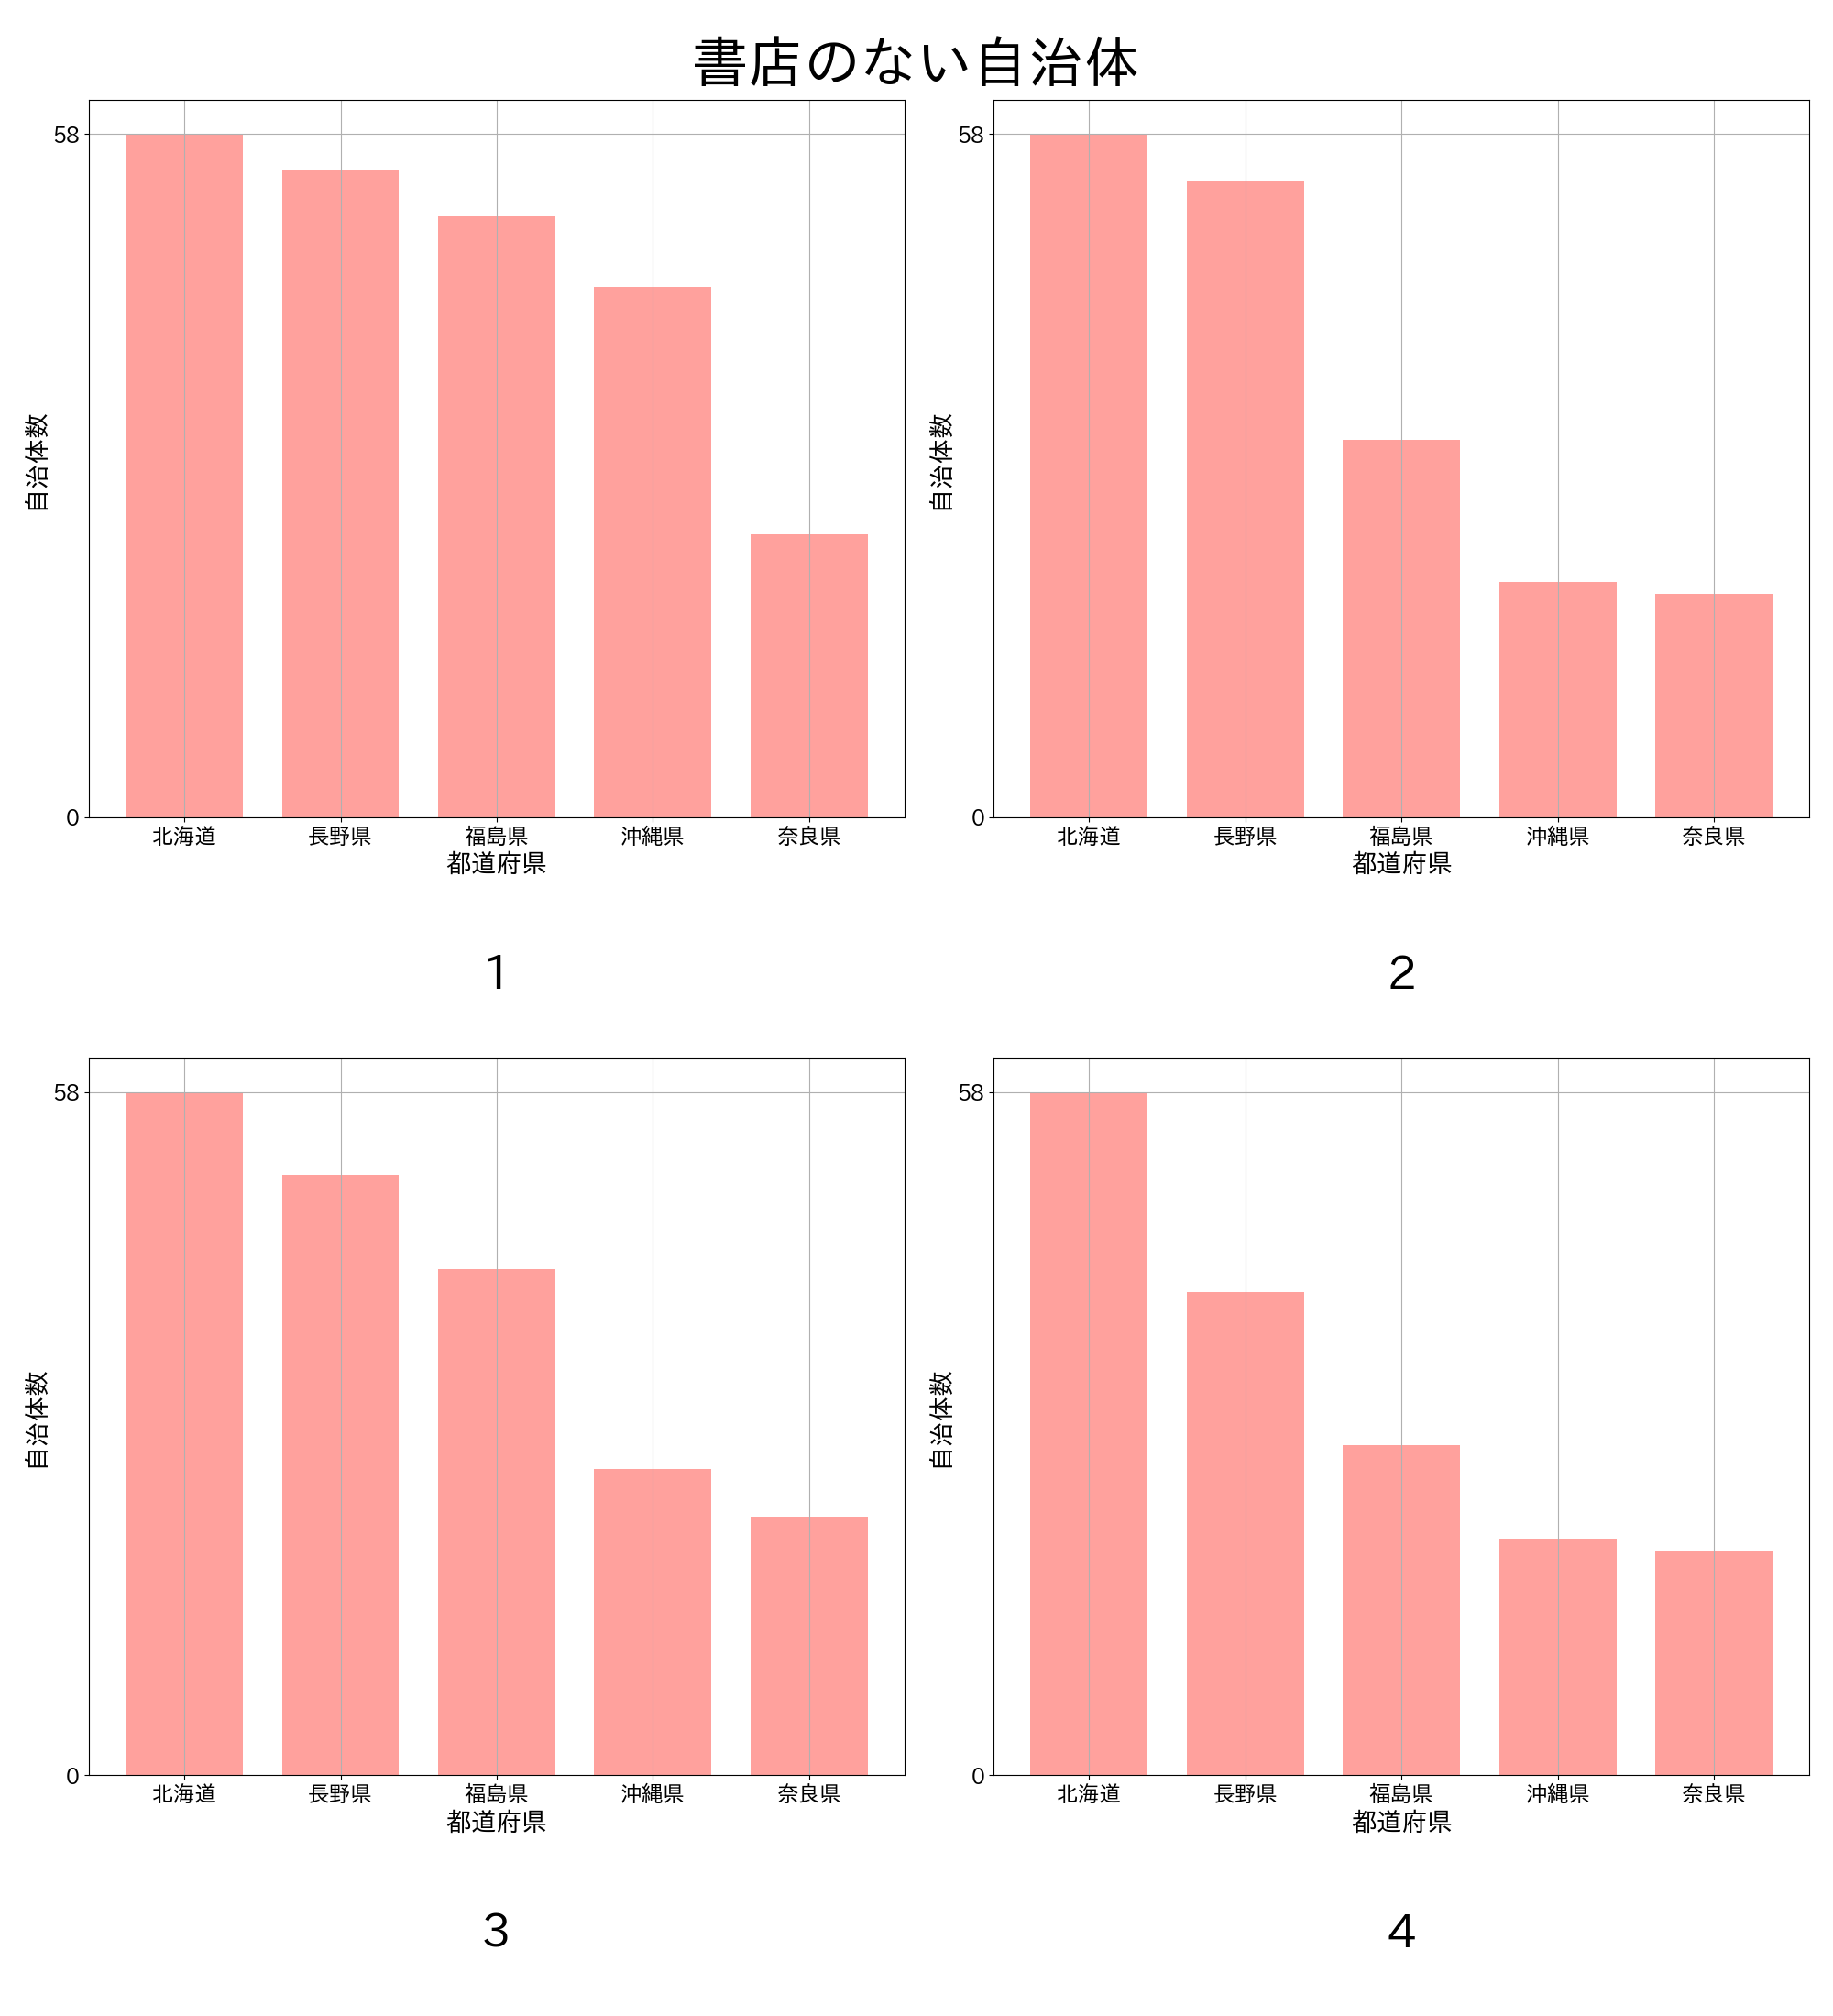 書店のない自治体
58
0
自治体数
北海道 長野県 福島県 沖縄県 奈良県
都道府県
1
58
0
自治体数
北海道 長野県 福島県 沖縄県 奈良県
都道府県
2
58
0
自治体数
北海道 長野県 福島県 沖縄県 奈良県
都道府県
3
58
0
自治体数
北海道 長野県 福島県 沖縄県 奈良県
都道府県
4